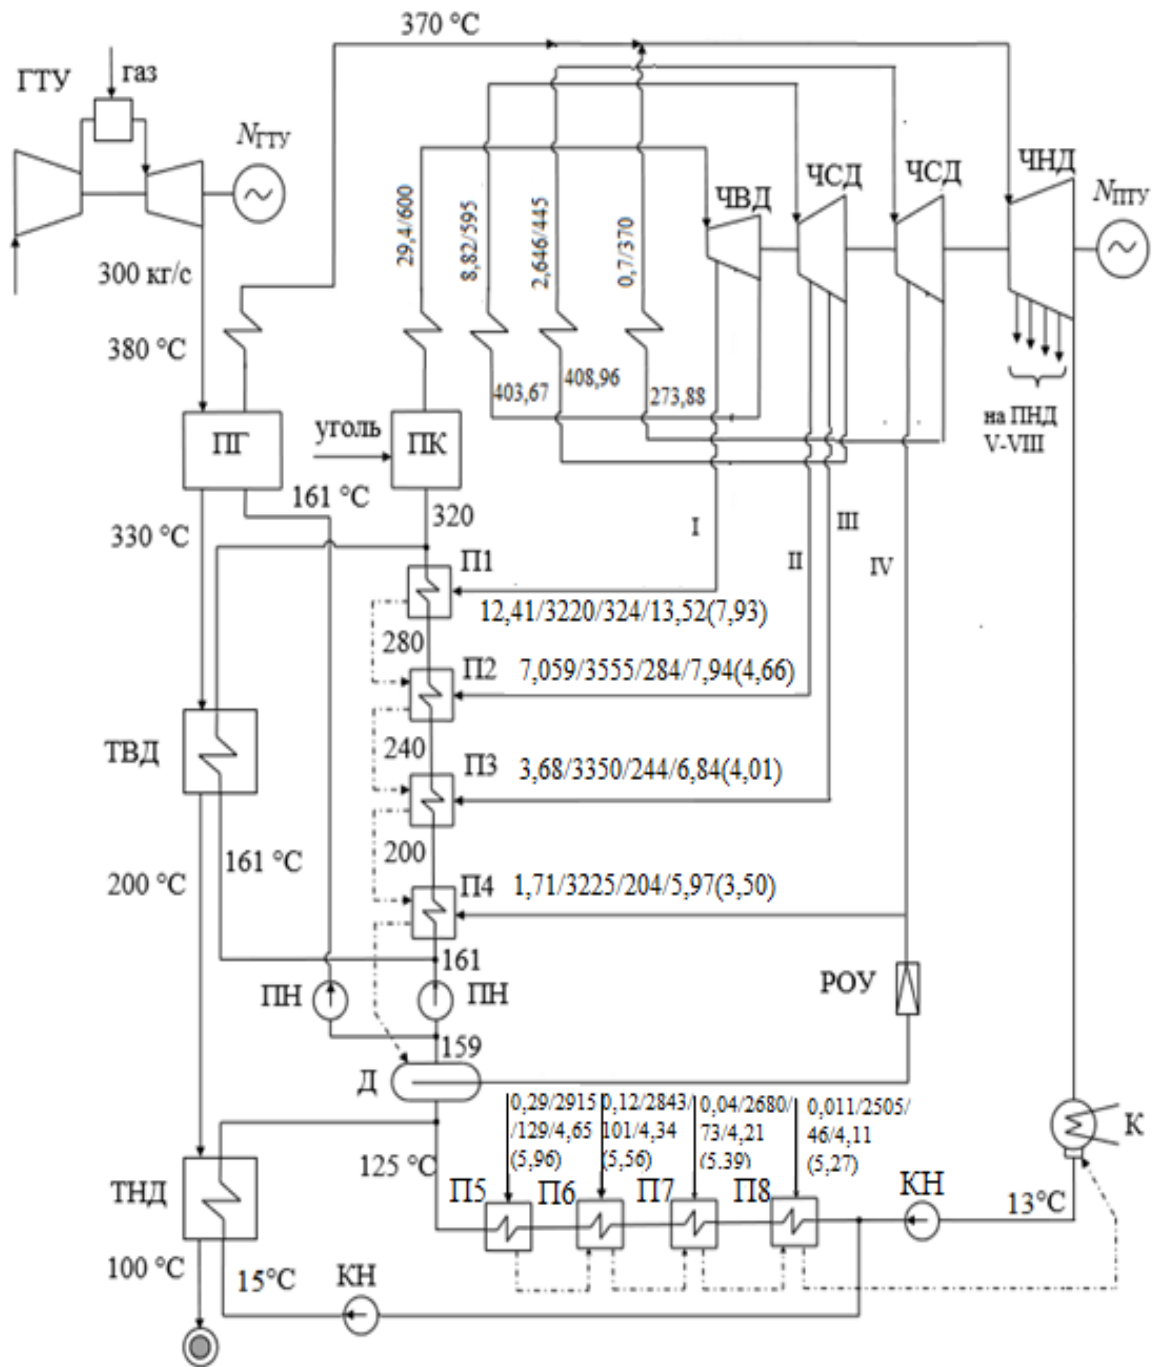 370 °C
ГТУ
газ
NГТУ
ЧНД
ЧСД
ЧСД
ЧВД
NПТУ
29,4/600
8,82/595
2,646/445
0,7/370
300 кг/с
380 °C
403,67
408,96
273,88
на ПНД
V-VIII
уголь
ПГ
ПК
161 °C
320
330 °C
I
II
III
IV
П1
12,41/3220/324/13,52(7,93)
280
П2
7,059/3555/284/7,94(4,66)
ТВД
240
П3
3,68/3350/244/6,84(4,01)
161 °C
200
200 °C
П4
1,71/3225/204/5,97(3,50)
161
ПН
ПН
РОУ
159
Д
0,29/2915
/129/4,65
(5,96)
0,12/2843/
101/4,34
(5,56)
0,04/2680/
73/4,21
(5.39)
0,011/2505/
46/4,11
(5,27)
К
125 °C
ТНД
П5
П6
П7
П8
КН
13°C
100 °C
15°C
КН